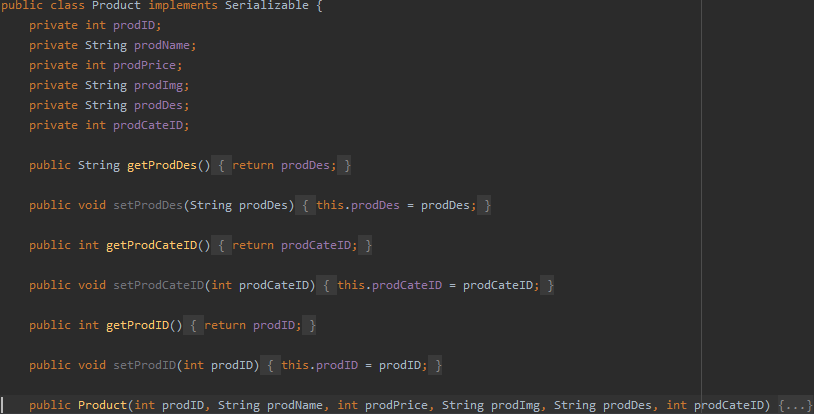 public class Product implements Serializable {
private int prodID;
private String prodName;
private int prodPrice;
private String prodImg;
private String prodDes;
private int prodCateID;
public String getProdDes() { return prodDes; }
public void setProdDes(String prodDes) { this.prodDes = prodDes; }
public int getProdCateID() { return prodCateID; }
public void setProdCateID(int prodCateID) { this.prodCateID = prodCateID; }
public int getProdID() { return prodID; }
public void setProdID(int prodID) { this.prodID = prodID; }
public Product(int prodID, String prodName, int prodPrice, String prodImg, String prodDes, int prodCateID) {...}